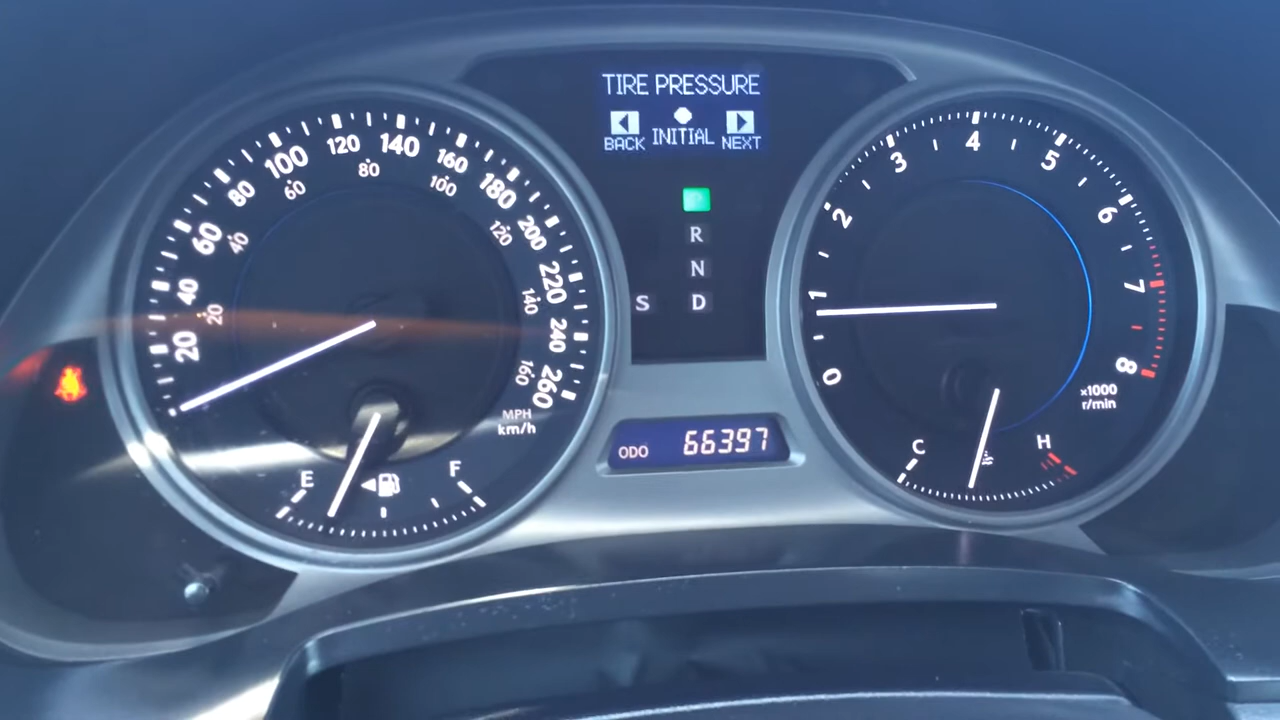 TIRE PRESSURE
BACK INITIAL NEXT
R
N
S D
20 40 60 80 100 120 140 160 180 200 220 240 260
20 40 60 80 100 120 140 160
MPH
km/h
E F
ODO 66397
0 1 2 3 4 5 6 7 8
x1000
r/min
C H